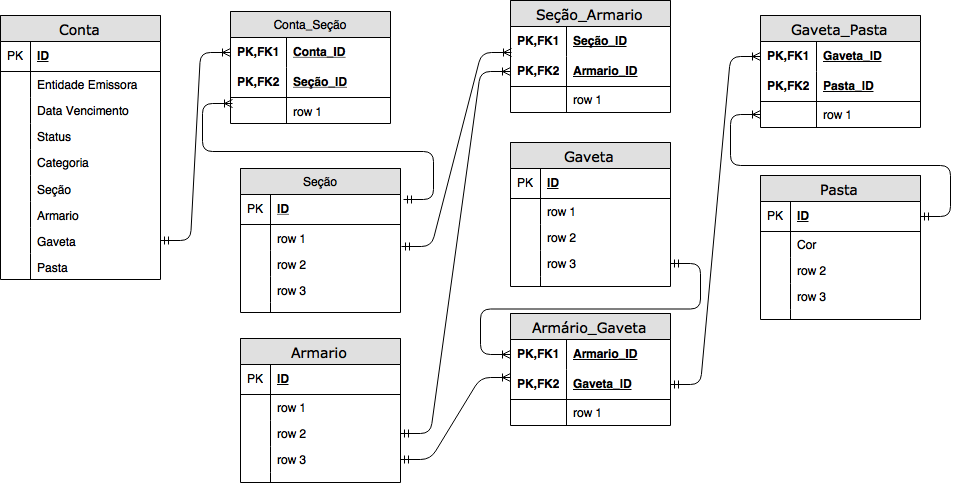 Conta
PK ID
Entidade Emissora
Data Vencimento
Status
Categoria
Seção
Armario
Gaveta
Pasta
Conta_Seção
PK,FK1 Conta_ID
PK,FK2 Seção_ID
row 1
Seção
PK ID
row 1
row 2
row 3
Armario
PK ID
row 1
row 2
row 3
Seção_Armario
PK,FK1 Seção_ID
PK,FK2 Armario_ID
row 1
Gaveta
PK ID
row 1
row 2
row 3
Armário_Gaveta
PK,FK1 Armario_ID
PK,FK2 Gaveta_ID
row 1
Gaveta_Pasta
PK,FK1 Gaveta_ID
PK,FK2 Pasta_ID
row 1
Pasta
PK ID
Cor
row 2
row 3